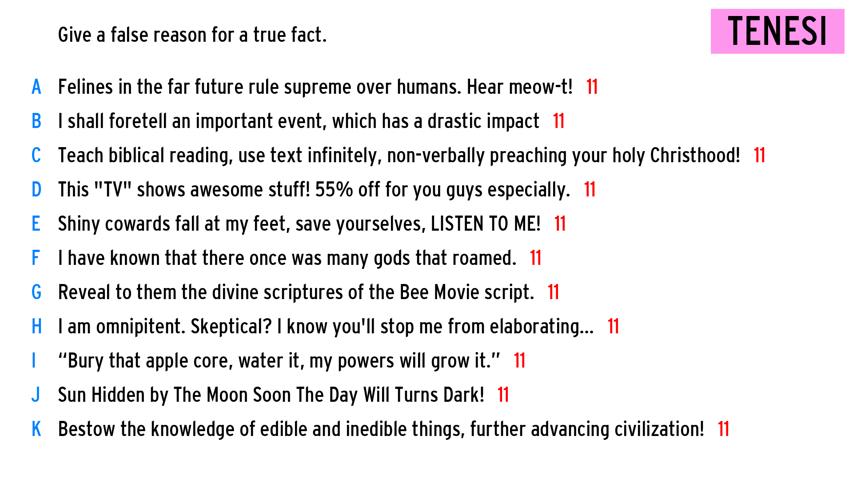 Give a false reason for a true fact.
TENESI
A Felines in the far future rule supreme over humans. Hear meow-t! 11
B I shall foretell an important event, which has a drastic impact 11
C Teach biblical reading, use text infinitely, non-verbally preaching your holy Christhood! 11
D This "TV" shows awesome stuff! 55% off for you guys especially. 11
E Shiny cowards fall at my feet, save yourselves, LISTEN TO ME! 11
F I have known that there once was many gods that roamed. 11
G Reveal to them the divine scriptures of the Bee Movie script. 11
H I am omnipitent. Skeptical? I know you'll stop me from elaborating... 11
I “Bury that apple core, water it, my powers will grow it.” 11
J Sun Hidden by The Moon Soon The Day Will Turns Dark! 11
K Bestow the knowledge of edible and inedible things, further advancing civilization! 11